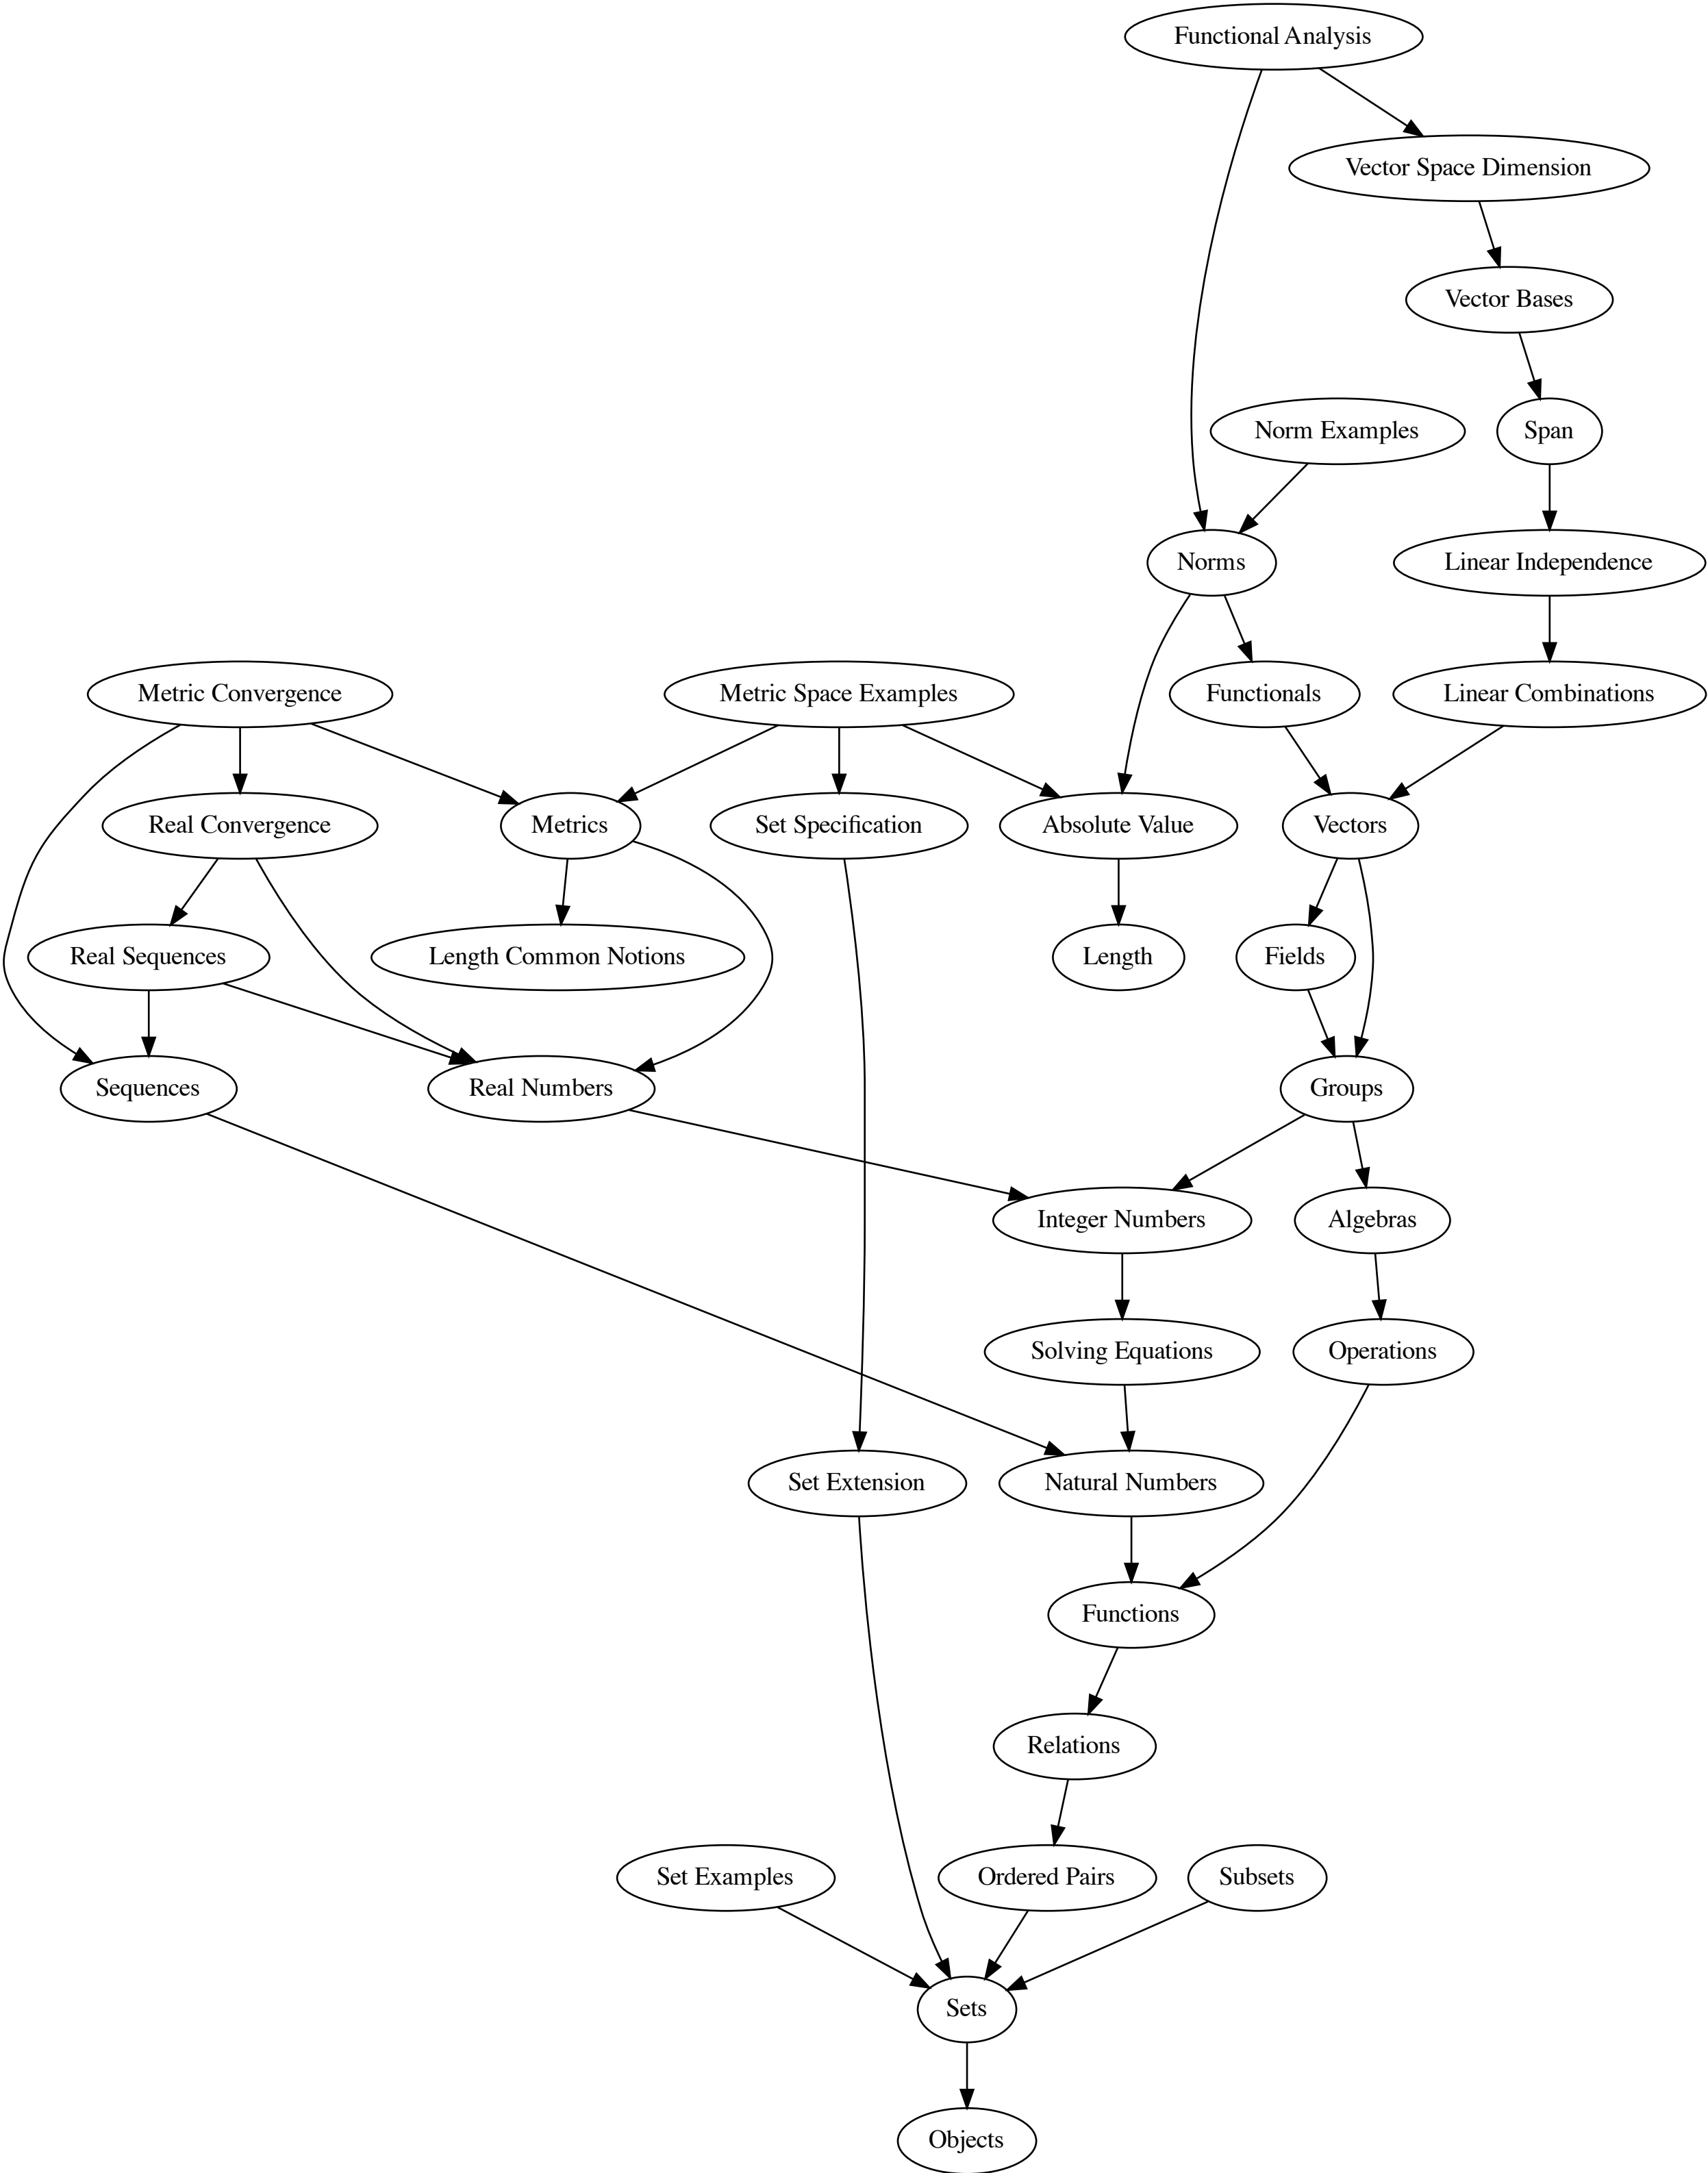 Functional Analysis
Vector Space Dimension
Vector Bases
Norm Examples
Span
Norms
Linear Independence
Metric Convergence
Metric Space Examples
Functionals
Linear Combinations
Real Convergence
Metrics
Set Specification
Absolute Value
Vectors
Real Sequences
Length Common Notions
Length
Fields
Sequences
Real Numbers
Groups
Integer Numbers
Algebras
Solving Equations
Operations
Set Extension
Natural Numbers
Functions
Relations
Set Examples
Ordered Pairs
Subsets
Sets
Objects